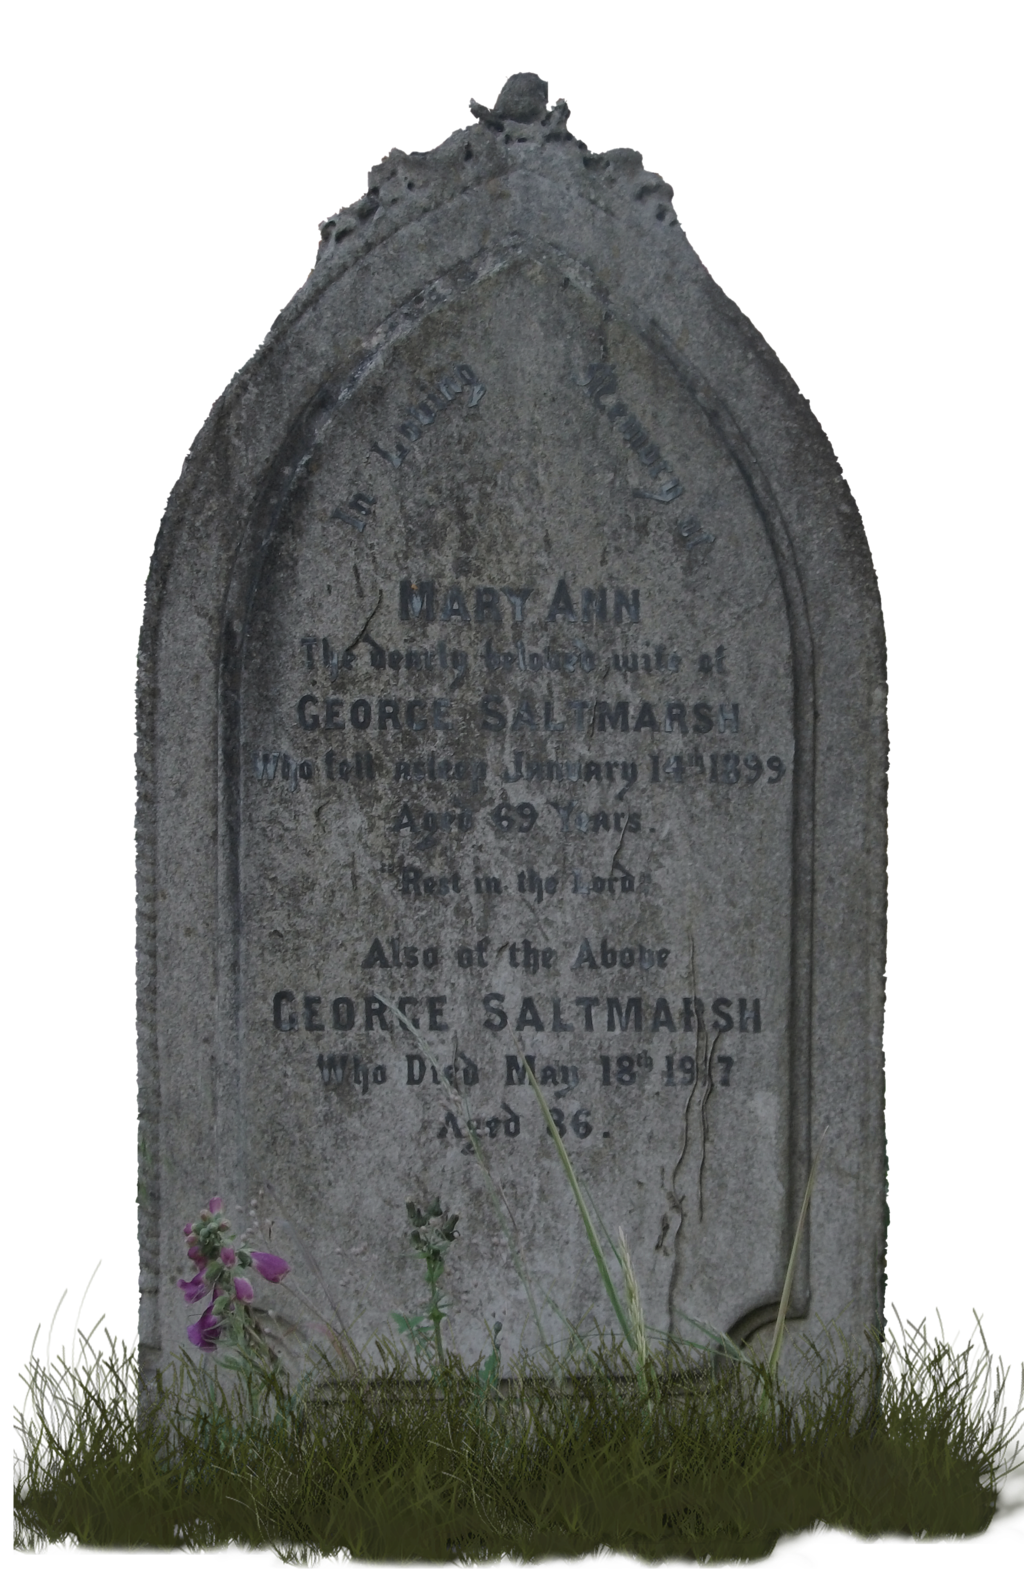 In Loving Memory of
MARY ANN
The dearly beloved wife of
GEORGE SALTMARSH
Who fell asleep January 14th 1899
Aged 69 Years.
"Rest in the Lord"
Also of the Above
GEORGE SALTMARSH
Who Died May 18th 1917
Aged 86.